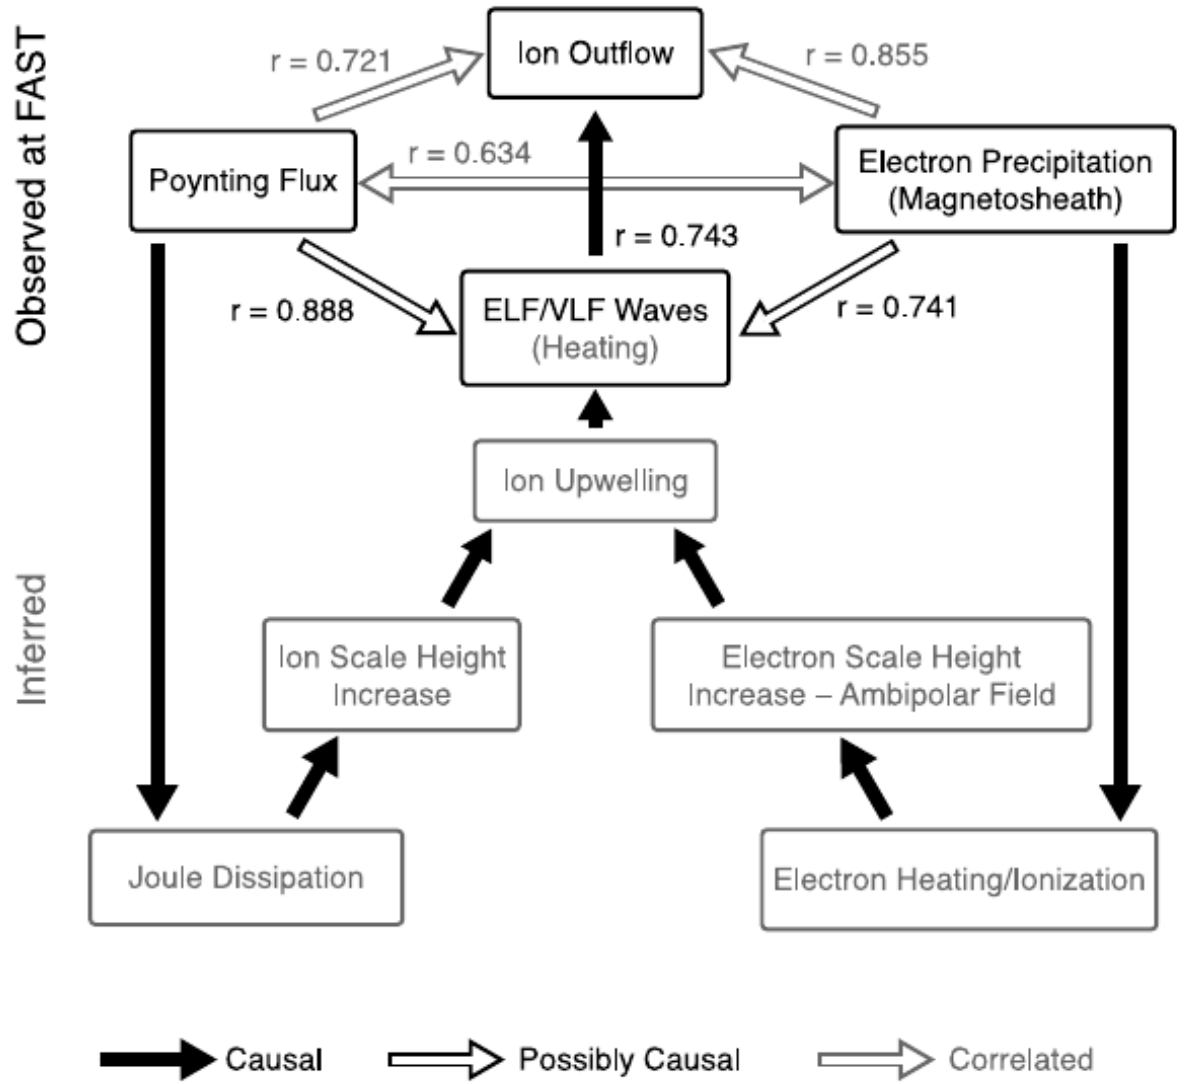 Observed at FAST
Inferred
Ion Outflow
r = 0.721
r = 0.855
Poynting Flux
r = 0.634
Electron Precipitation
(Magnetosheath)
r = 0.743
r = 0.888
ELF/VLF Waves
(Heating)
r = 0.741
Ion Upwelling
Ion Scale Height
Increase
Electron Scale Height
Increase – Ambipolar Field
Joule Dissipation
Electron Heating/Ionization
Causal
Possibly Causal
Correlated